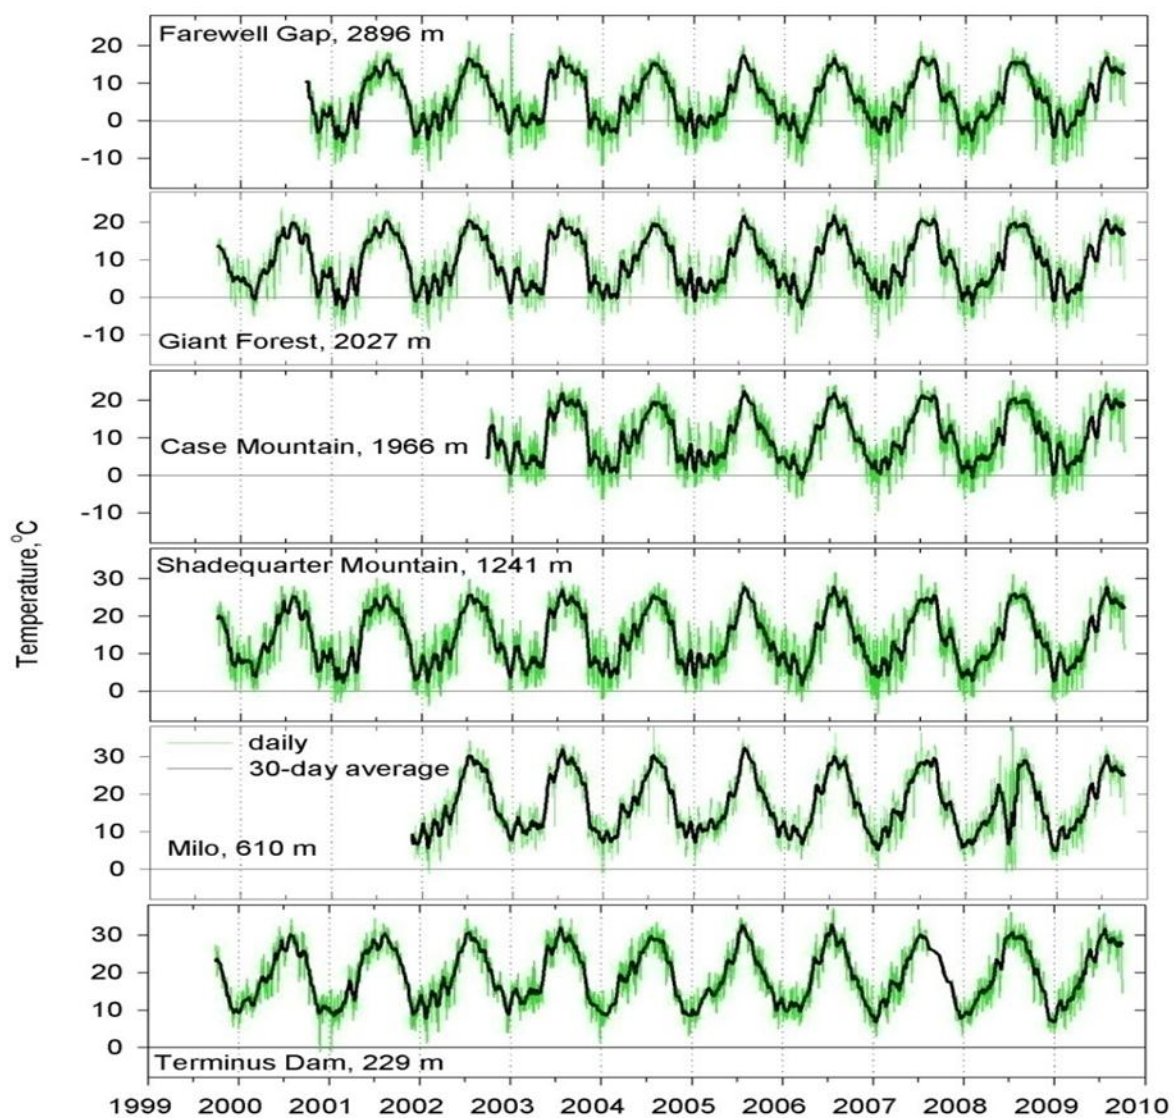 Farewell Gap, 2896 m
20
10
0
-10
20
10
0
-10
Giant Forest, 2027 m
20
10
0
-10
Case Mountain, 1966 m
Temperature,°C
Shadequarter Mountain, 1241 m
30
20
10
0
daily
30-day average
30
20
10
0
Milo, 610 m
30
20
10
0
Terminus Dam, 229 m
1999 2000 2001 2002 2003 2004 2005 2006 2007 2008 2009 2010